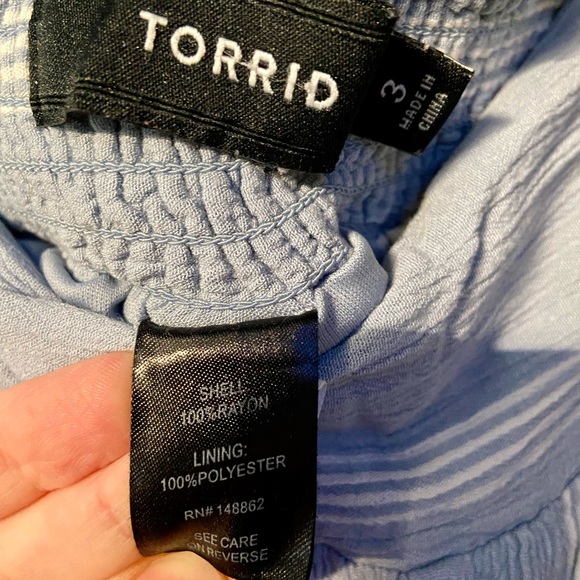 TORRID
3
MADE IN
CHINA
SHELL
100%RAYON
LINING:
100%POLYESTER
RN# 148862
SEE CARE
ON REVERSE